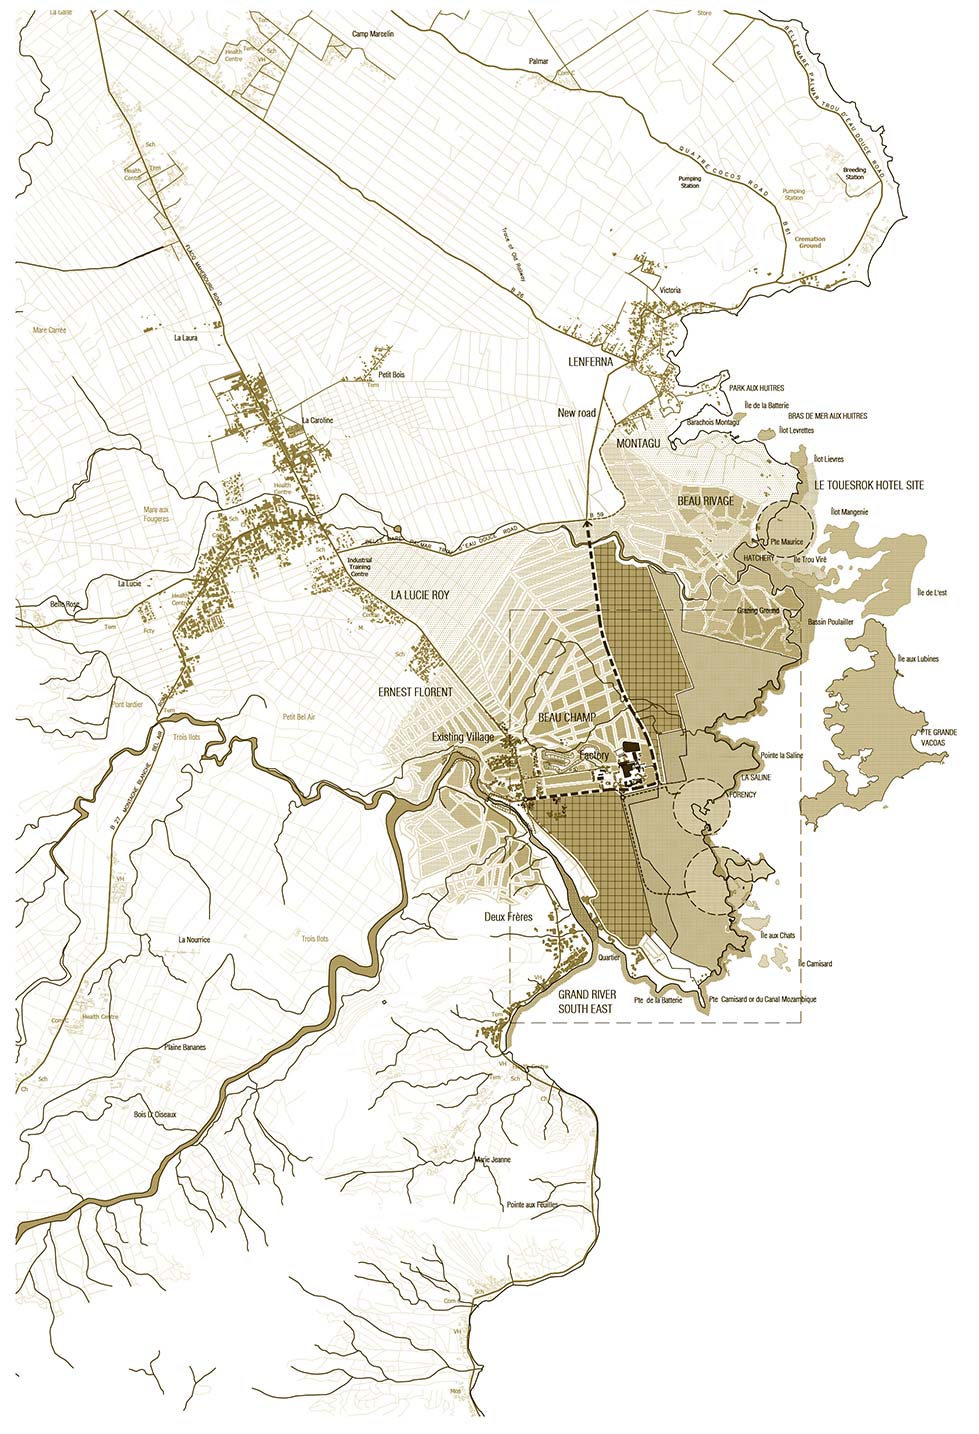 La Gaite
Store
Tem
Camp Marcelin
Health
Centre
Tem
Sch
VH
Palmar
Com C
BELLE MARE PALMAR TROU D'EAU DOUCE ROAD
Sch
Health
Centre
Tem
QUATRE COCOS ROAD
Pumping
Station
Breeding
Station
Pumping
Station
B 61
Cremation
Ground
FLACQ MAHEBOURG ROAD
Trace of Old Railway
B 26
Victoria
Mare Carrée
La Laura
LENFERNA
Petit Bois
Tem
PARK AUX HUITRES
Île de la Batterie
New road
BRAS DE MER AUX HUITRES
La Caroline
Barachois Montagu
Îlot Levrettes
MONTAGU
Îlot Lievres
Health
Centre
LE TOUESROK HOTEL SITE
BEAU RIVAGE
Mare aux
Fougeres
Sch
Îlot Mangenie
B 59
BELLE MARE PALMAR TROU D'EAU DOUCE ROAD
Pte Maurice
Sch
HATCHERY
Île Trou Viré
Industrial
Training
Centre
La Lucie
Health
Centre
LA LUCIE ROY
Île de L'est
Belle Rose
Grazing Ground
Bassin Poulailler
Tem
Fcty
M
Sch
Île aux Lubines
ERNEST FLORENT
Pont lardier
Tem
Petit Bel Air
BEAU CHAMP
Existing Village
Trois Ilots
PTE GRANDE
VACOAS
Factory
Pointe la Saline
LA SALINE
FORENCY
B 27 MONTAGNE BLANCHE BEL AIR ROAD
VH
Deux Frères
La Nourrice
Trois Ilots
Île aux Chats
Quartier
Île Camisard
VH
GRAND RIVER
SOUTH EAST
Pte de la Batterie
Pte Camisard or du Canal Mozambique
Com C
Health Centre
Tem
Plaine Bananes
VH
Tem
Sch
Sch
Ch
Ch
Bois D' Oiseaux
Marie Jeanne
Pointe aux Feuilles
Sch
Com C
VH
Mos